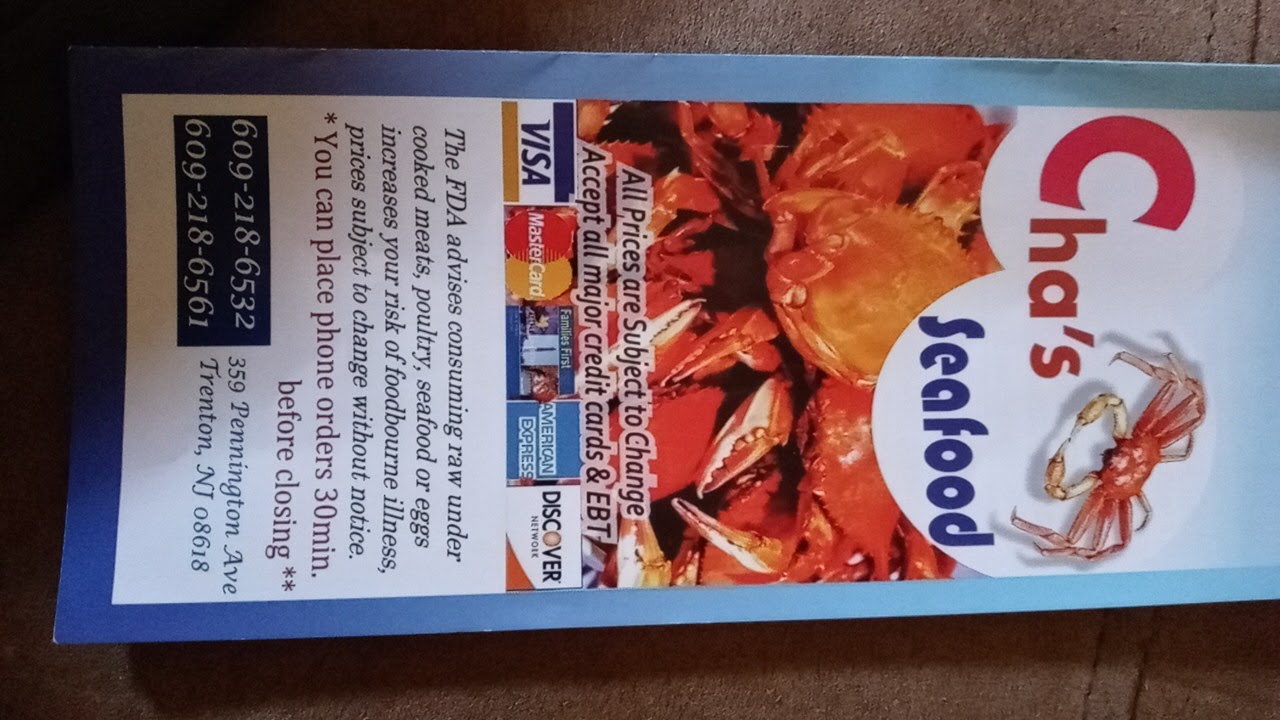 Cha's
Seafood
All Prices are Subject to Change
Accept all major credit cards & EBT
VISA MasterCard Families First AMERICAN EXPRESS DISCOVER NETWORK
The FDA advises consuming raw under
cooked meats, poultry, seafood or eggs
increases your risk of foodbourne illness,
prices subject to change without notice.
* You can place phone orders 30min.
before closing **
609-218-6532
609-218-6561
359 Pennington Ave
Trenton, NJ 08618